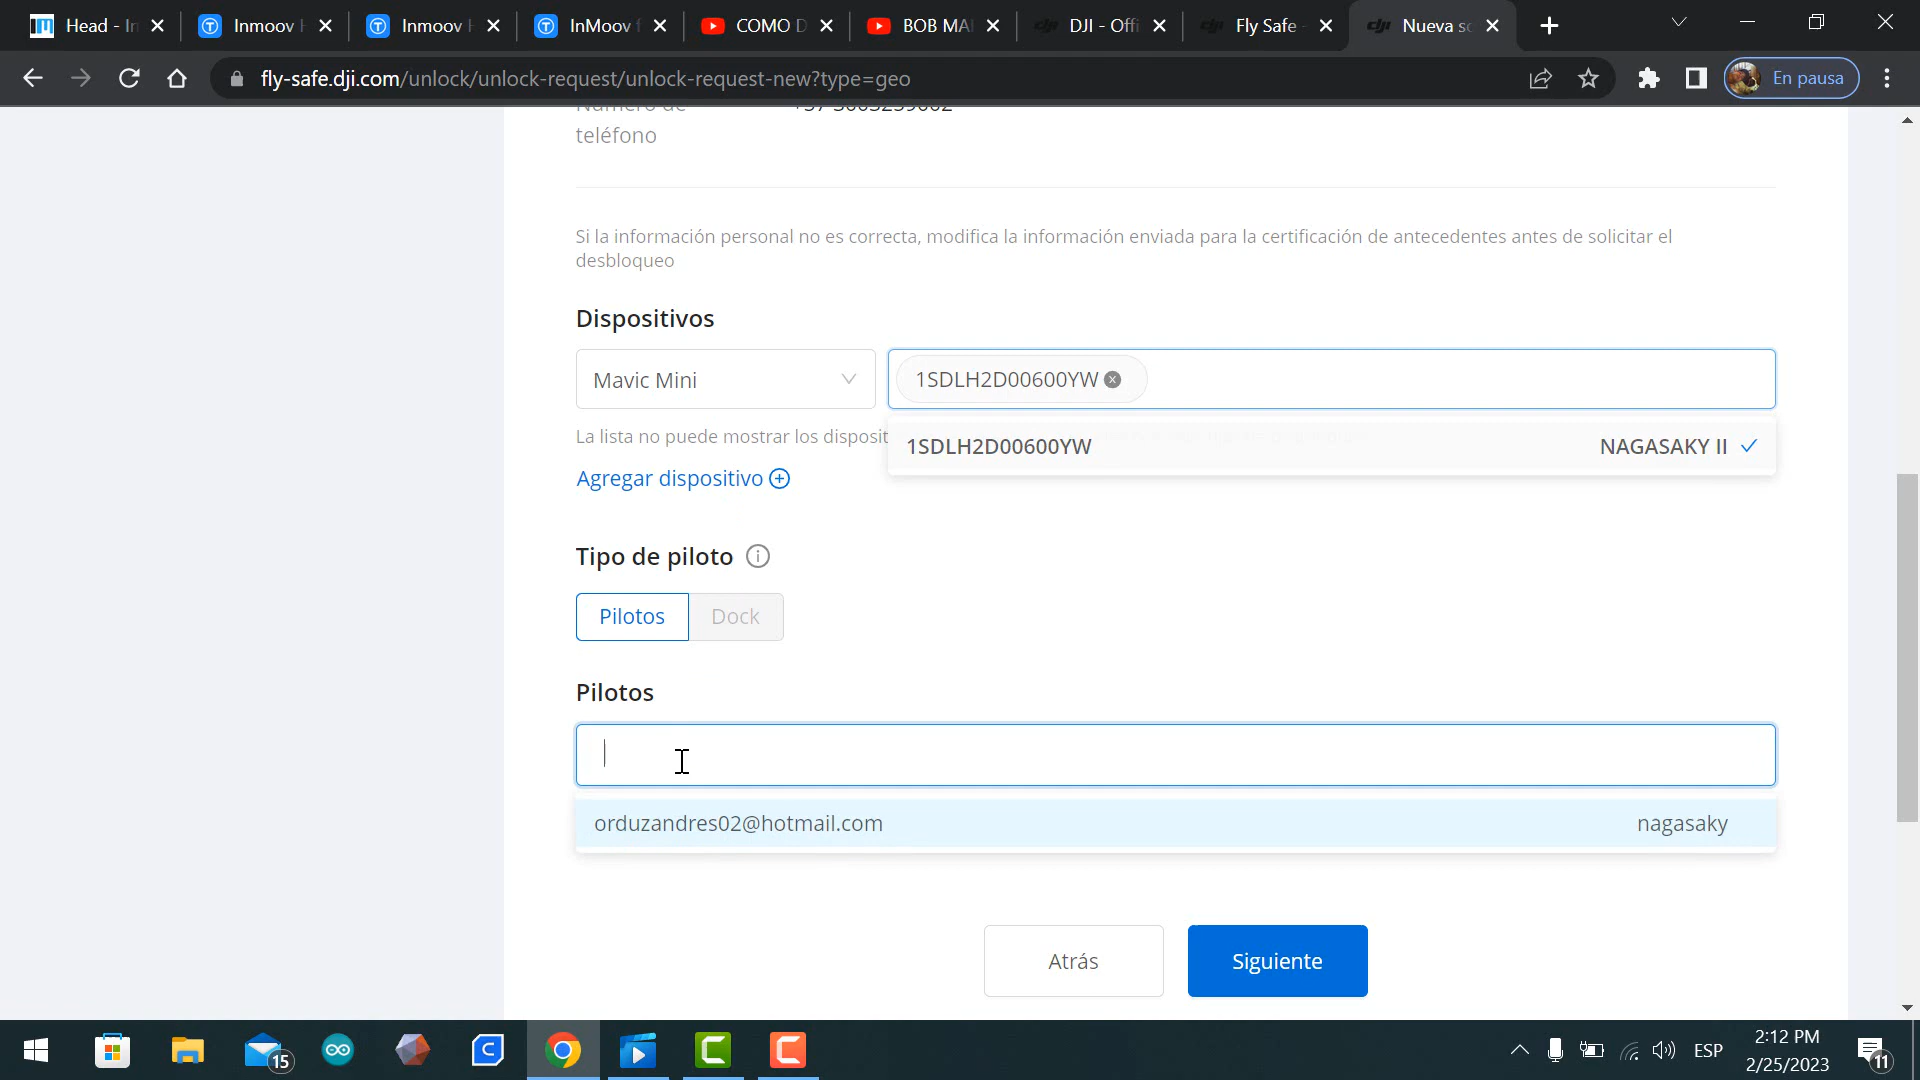 Head - In
Inmoov H
Inmoov H
InMoov f
COMO D
BOB MA
DJI - Offi
Fly Safe -
Nueva so
fly-safe.dji.com/unlock/unlock-request/unlock-request-new?type=geo
En pausa
teléfono
Si la información personal no es correcta, modifica la información enviada para la certificación de antecedentes antes de solicitar el
desbloqueo
Dispositivos
Mavic Mini
1SDLH2D00600YW
La lista no puede mostrar los disposit
1SDLH2D00600YW NAGASAKY II
Agregar dispositivo
Tipo de piloto
Pilotos Dock
Pilotos
orduzandres02@hotmail.com nagasaky
Atrás Siguiente
15
ESP
2:12 PM
2/25/2023
11